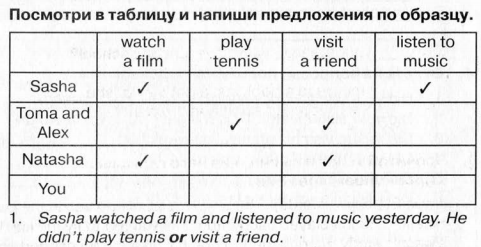 Посмотри в таблицу и напиши предложения по образцу.
watch a film play tennis visit a friend listen to music
Sasha ✓
Toma and Alex ✓ ✓
Natasha ✓ ✓
You
1. Sasha watched a film and listened to music yesterday. He
didn't play tennis or visit a friend.